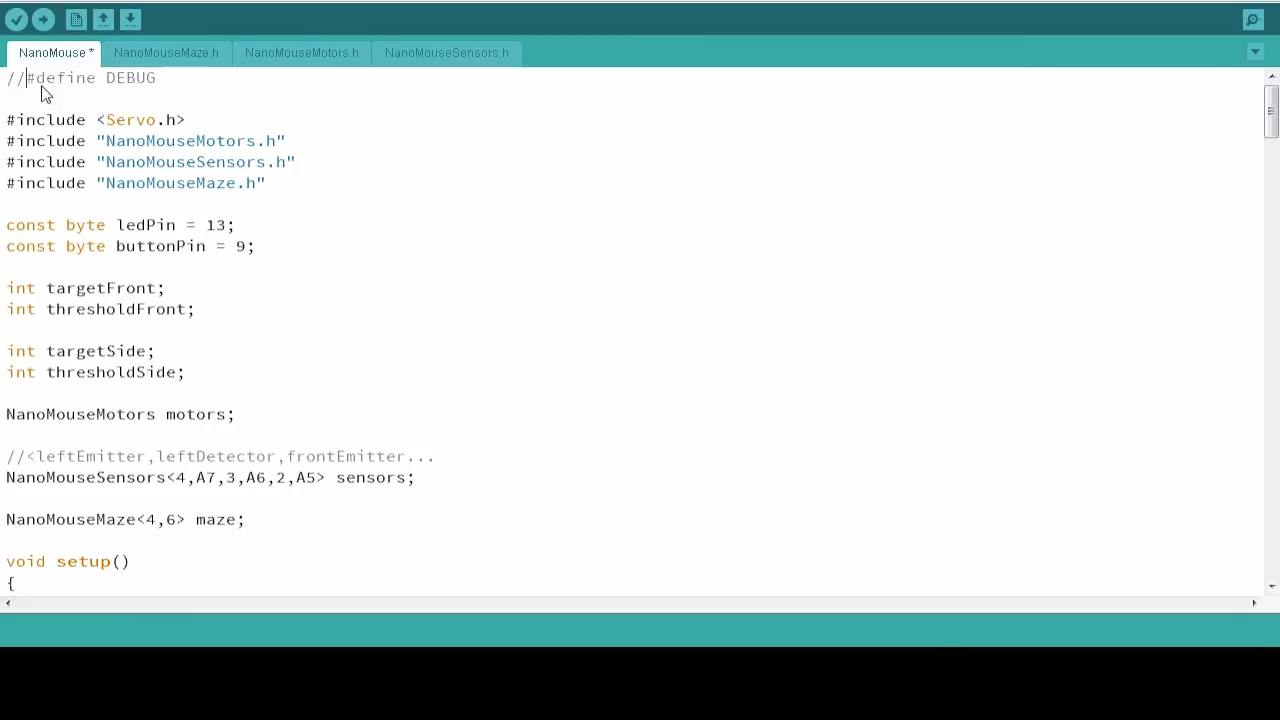 NanoMouse * NanoMouseMaze.h NanoMouseMotors.h NanoMouseSensors.h
//#define DEBUG
#include <Servo.h>
#include "NanoMouseMotors.h"
#include "NanoMouseSensors.h"
#include "NanoMouseMaze.h"
const byte ledPin = 13;
const byte buttonPin = 9;
int targetFront;
int thresholdFront;
int targetSide;
int thresholdSide;
NanoMouseMotors motors;
//<leftEmitter,leftDetector,frontEmitter...
NanoMouseSensors<4,A7,3,A6,2,A5> sensors;
NanoMouseMaze<4,6> maze;
void setup()
{